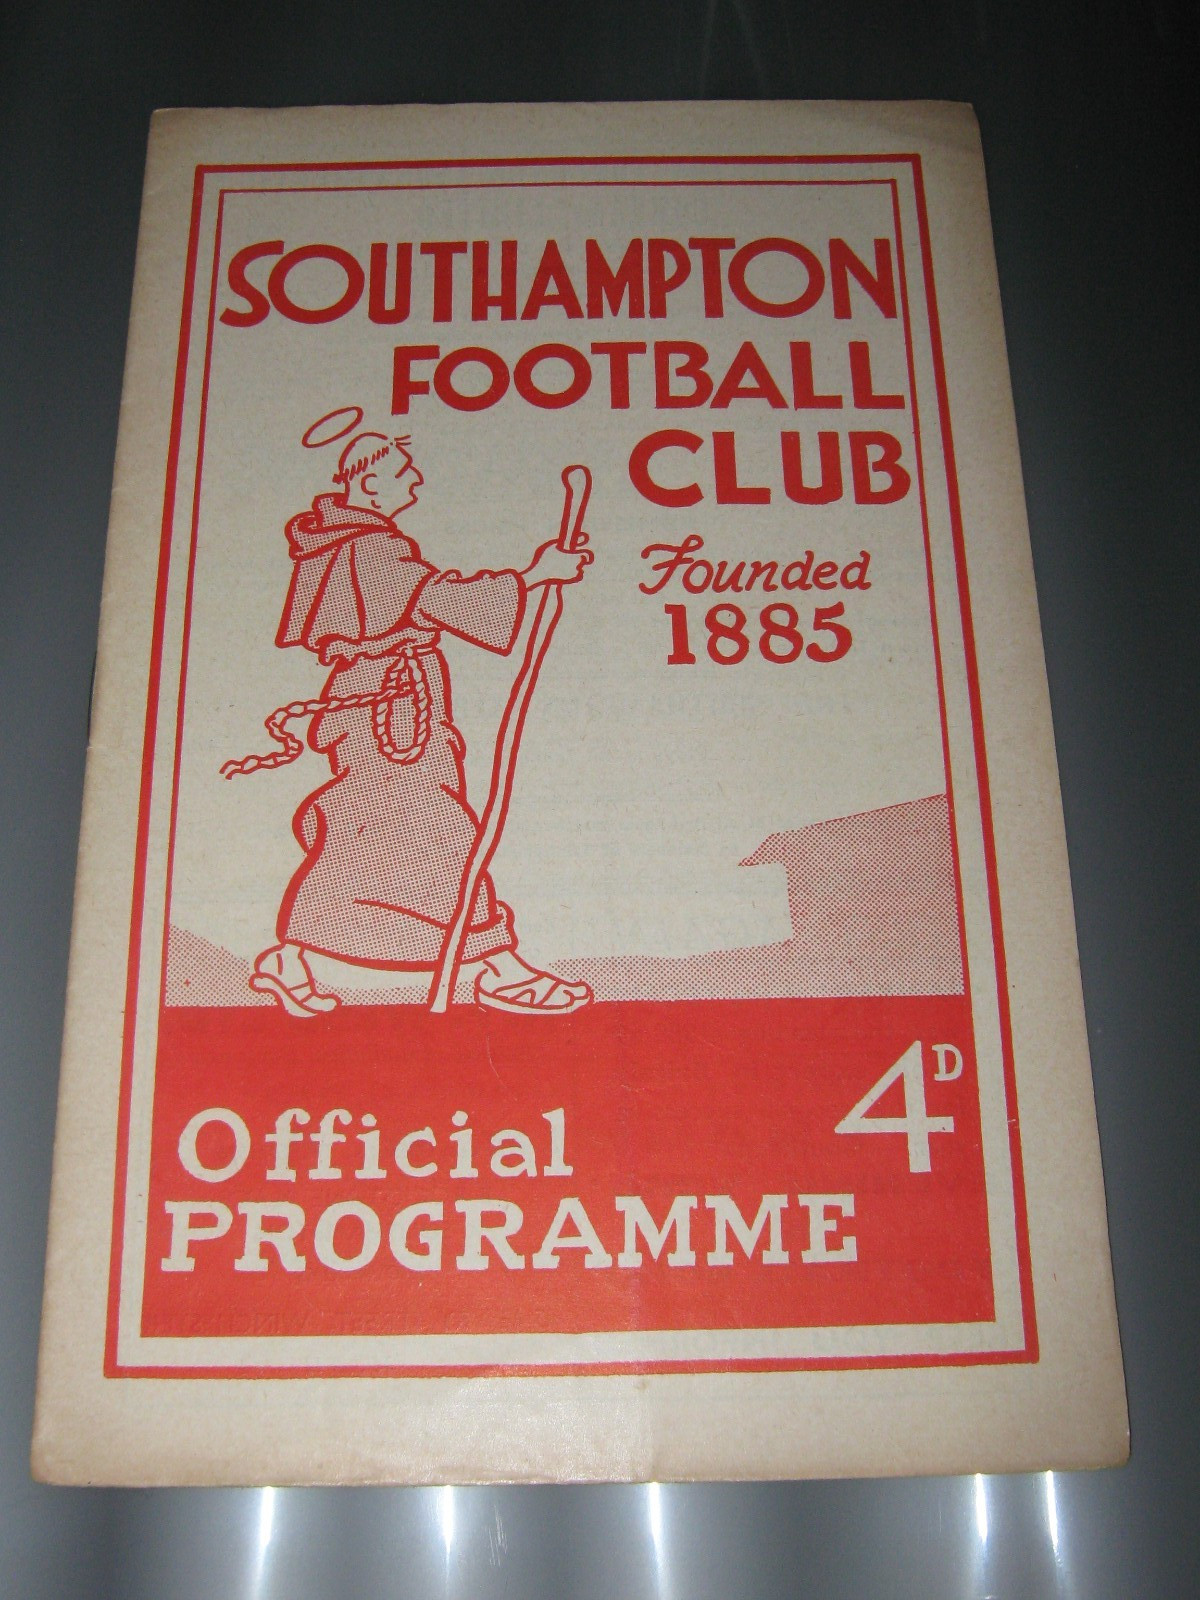 SOUTHAMPTON
FOOTBALL
CLUB
Founded
1885
4D
Official
PROGRAMME